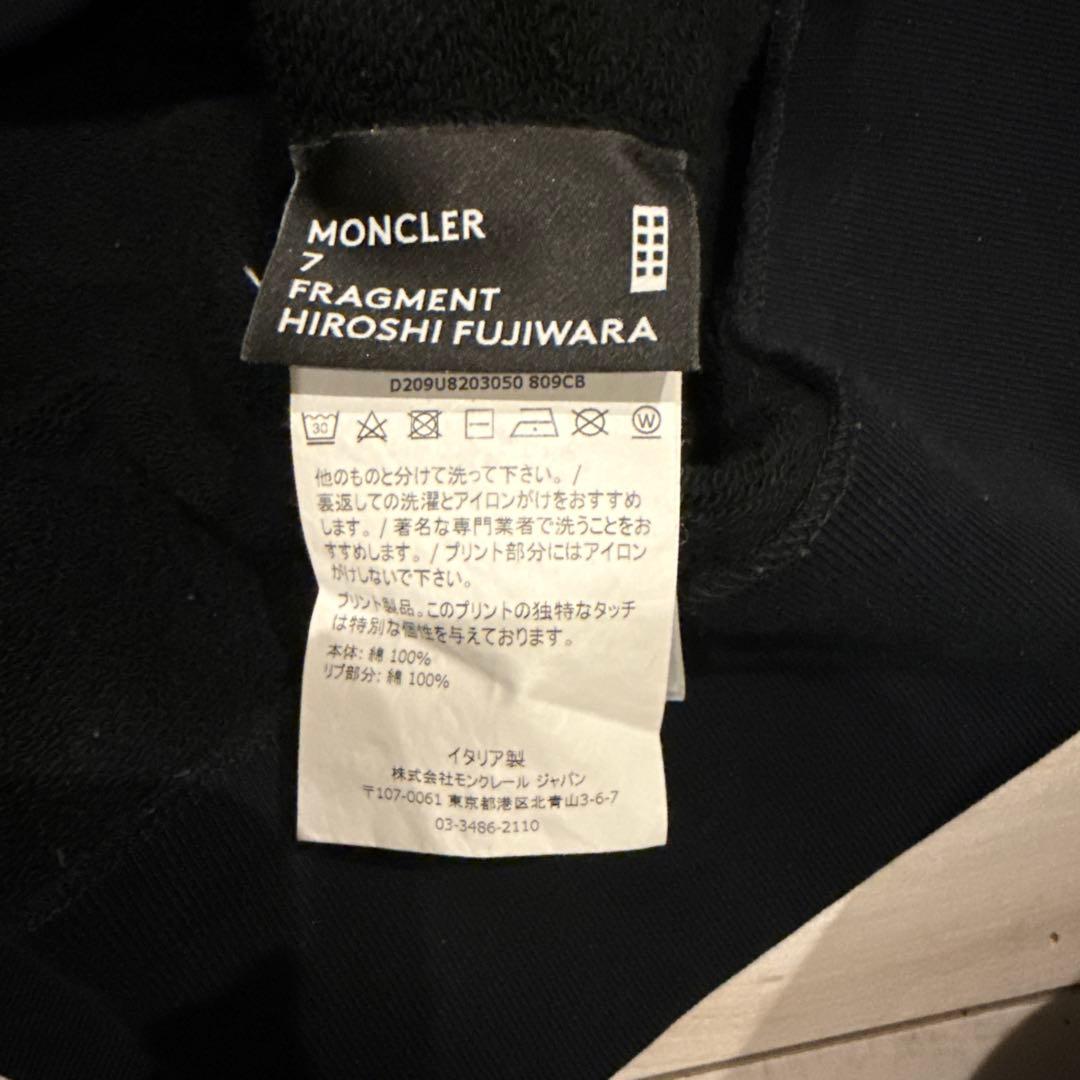 MONCLER
7
FRAGMENT
HIROSHI FUJIWARA
D209U8203050 809CB
30
W
他のものと分けて洗って下さい。/
裏返しての洗濯とアイロンがけをおすすめ
します。/ 著名な専門業者で洗うことをお
すすめします。/ プリント部分にはアイロン
がけしないで下さい。
プリント製品。このプリントの独特なタッチ
は特別な個性を与えております。
本体: 綿 100%
リブ部分: 綿 100%
イタリア製
株式会社モンクレール ジャパン
〒107-0061 東京都港区北青山3-6-7
03-3486-2110